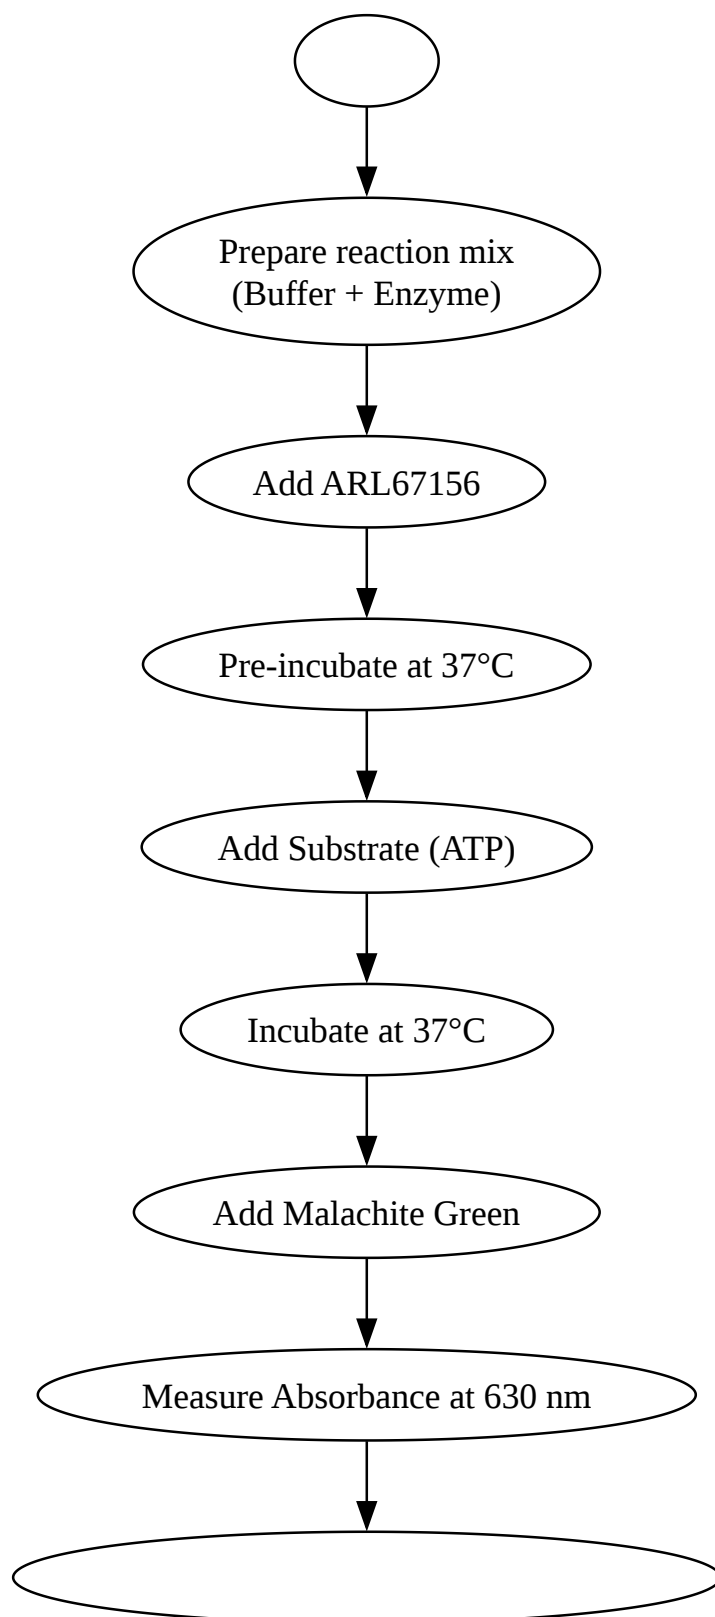 Prepare reaction mix
(Buffer + Enzyme)
Add ARL67156
Pre-incubate at 37°C
Add Substrate (ATP)
Incubate at 37°C
Add Malachite Green
Measure Absorbance at 630 nm